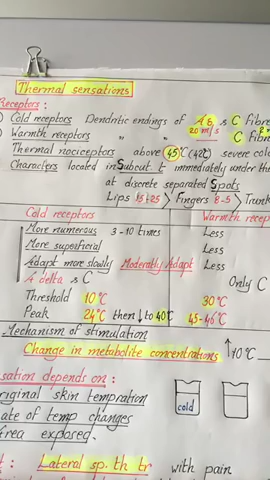 Thermal sensations
Receptors :
Cold receptors Dendritic endings of A δ, & C fibre
Warmth receptors " " 20 m/s C fibre
Thermal nociceptors above 45°C (42°C) severe cold
Characters located in Subcut. t. immediately under the
at discrete separated Spots
Lips 15-25 > Fingers 3-5 > Trunk
Cold receptors Warmth recep
More numerous 3-10 times Less
More superificial Less
Adapt more slowly Moderatly Adapt Less
A delta & C Only C
Threshold 10°C 30°C
Peak 24°C then ↓ to 40°C 45-46°C
Mechanism of stimulation
Change in metabolite concentrations ↑10°C
sation depends on :
riginal skin tempration
ate of temp changes cold
Area exposed.
: Lateral sp. th tr with pain